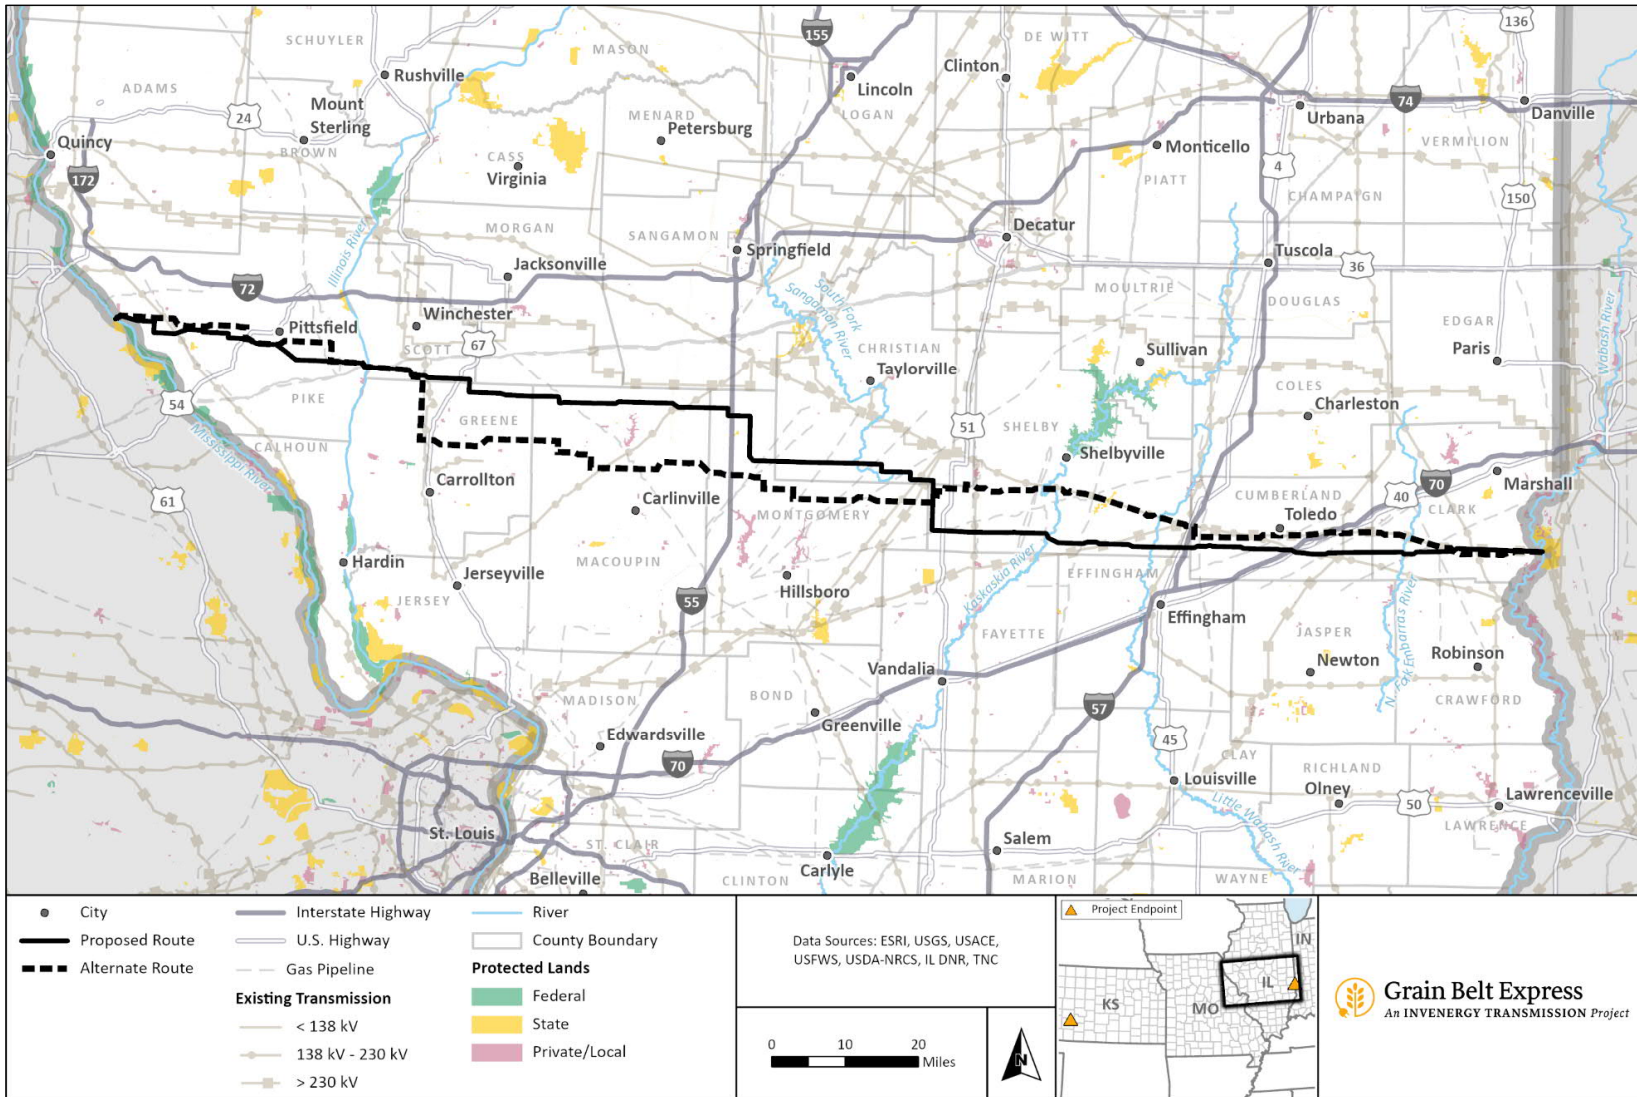 155
136
SCHUYLER
MASON
DE WITT
Rushville
Clinton
Lincoln
ADAMS
LOGAN
74
Danville
Mount
Sterling
24
MENARD
Urbana
Quincy
BROWN
Petersburg
CASS
Virginia
Monticello
VERMILION
172
4
PIATT
CHAMPAIGN
150
MORGAN
SANGAMON
Decatur
Springfield
Illinois River
Jacksonville
Tuscola
36
72
South Fork
Sangamon River
MOULTRIE
DOUGLAS
Wabash River
Winchester
Pittsfield
EDGAR
SCOTT
67
CHRISTIAN
Sullivan
Paris
Taylorville
COLES
PIKE
54
Charleston
GREENE
51
SHELBY
Mississippi River
CALHOUN
Shelbyville
Carrollton
Carlinville
61
CUMBERLAND
40
70
Marshall
MONTGOMERY
Toledo
CLARK
Hardin
MACOUPIN
Kaskaskia River
EFFINGHAM
Jerseyville
Hillsboro
JERSEY
55
Effingham
FAYETTE
JASPER
N. Fork Embarras River
Vandalia
Newton
Robinson
MADISON
BOND
CRAWFORD
57
Greenville
Edwardsville
45
CLAY
70
RICHLAND
Louisville
Olney
50
Lawrenceville
Little Wabash River
LAWRENCE
St. Louis
ST. CLAIR
Salem
Carlyle
Belleville
CLINTON
MARION
WAYNE
City
Proposed Route
Alternate Route
Interstate Highway
U.S. Highway
Gas Pipeline
Existing Transmission
< 138 kV
138 kV - 230 kV
> 230 kV
River
County Boundary
Protected Lands
Federal
State
Private/Local
Data Sources: ESRI, USGS, USACE,
USFWS, USDA-NRCS, IL DNR, TNC
0 10 20
Miles
N
Project Endpoint
IN
IL
KS
MO
Grain Belt Express
An INVENERGY TRANSMISSION Project